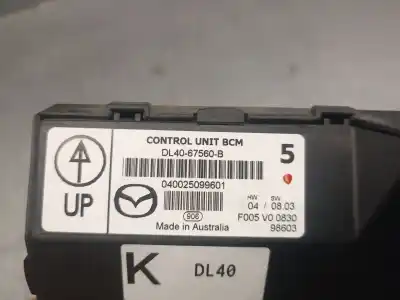 CONTROL UNIT BCM
DL40-67560-B
5
040025099601
UP
906
HW SW
04 / 08.03
Made in Australia
F005 V0 0830
98603
K DL40